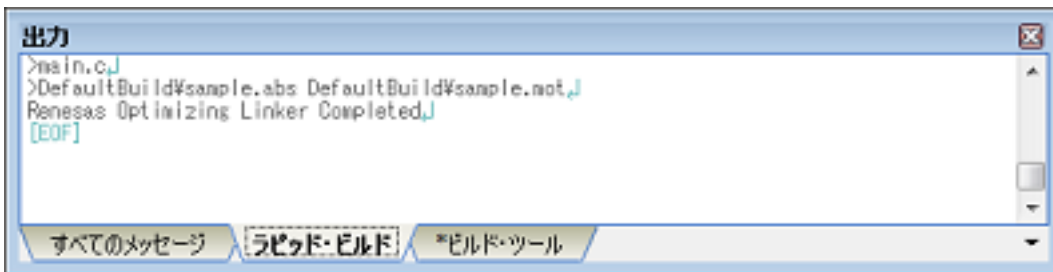 出力
>main.c↲
>DefaultBuild¥sample.abs DefaultBuild¥sample.mot↲
Renesas Optimizing Linker Completed↲
[EOF]
すべてのメッセージ ラピッド・ビルド *ビルド・ツール